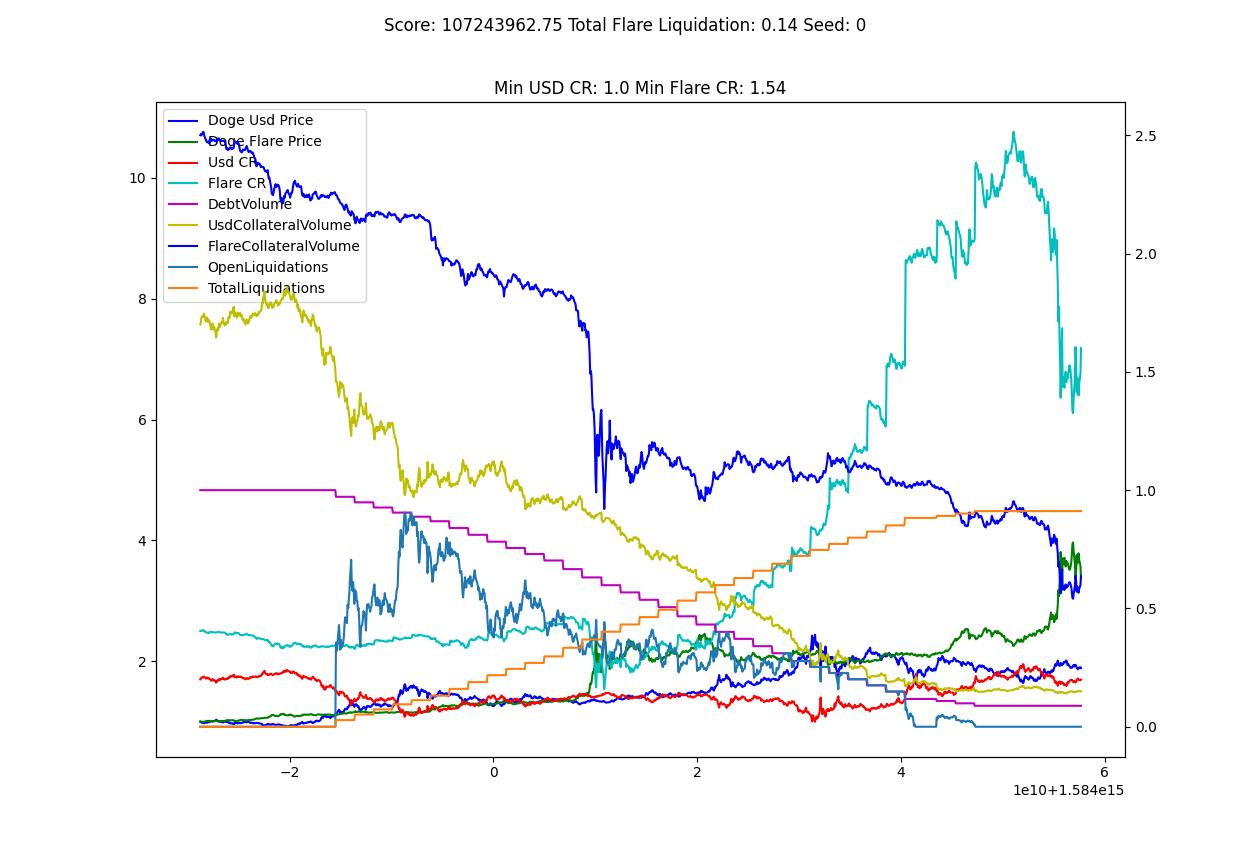 Score: 107243962.75 Total Flare Liquidation: 0.14 Seed: 0
Min USD CR: 1.0 Min Flare CR: 1.54
Doge Usd Price
Doge Flare Price
Usd CR
Flare CR
DebtVolume
UsdCollateralVolume
FlareCollateralVolume
OpenLiquidations
TotalLiquidations
10
8
6
4
2
2.5
2.0
1.5
1.0
0.5
0.0
−2
0
2
4
6
1e10+1.584e15